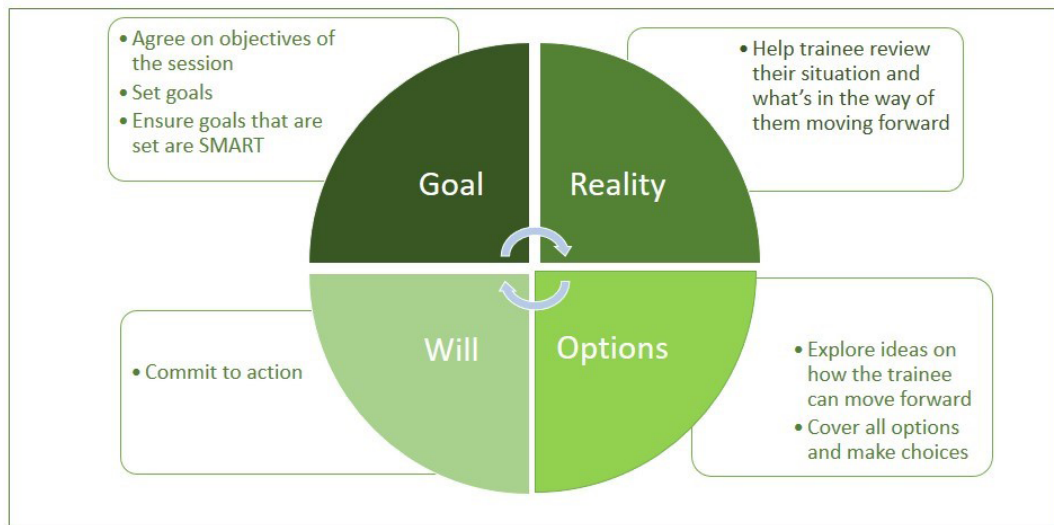 • Agree on objectives of
the session
• Set goals
• Ensure goals that are
set are SMART
• Help trainee review
their situation and
what's in the way of
them moving forward
Goal
Reality
Will
Options
• Commit to action
• Explore ideas on
how the trainee
can move forward
• Cover all options
and make choices